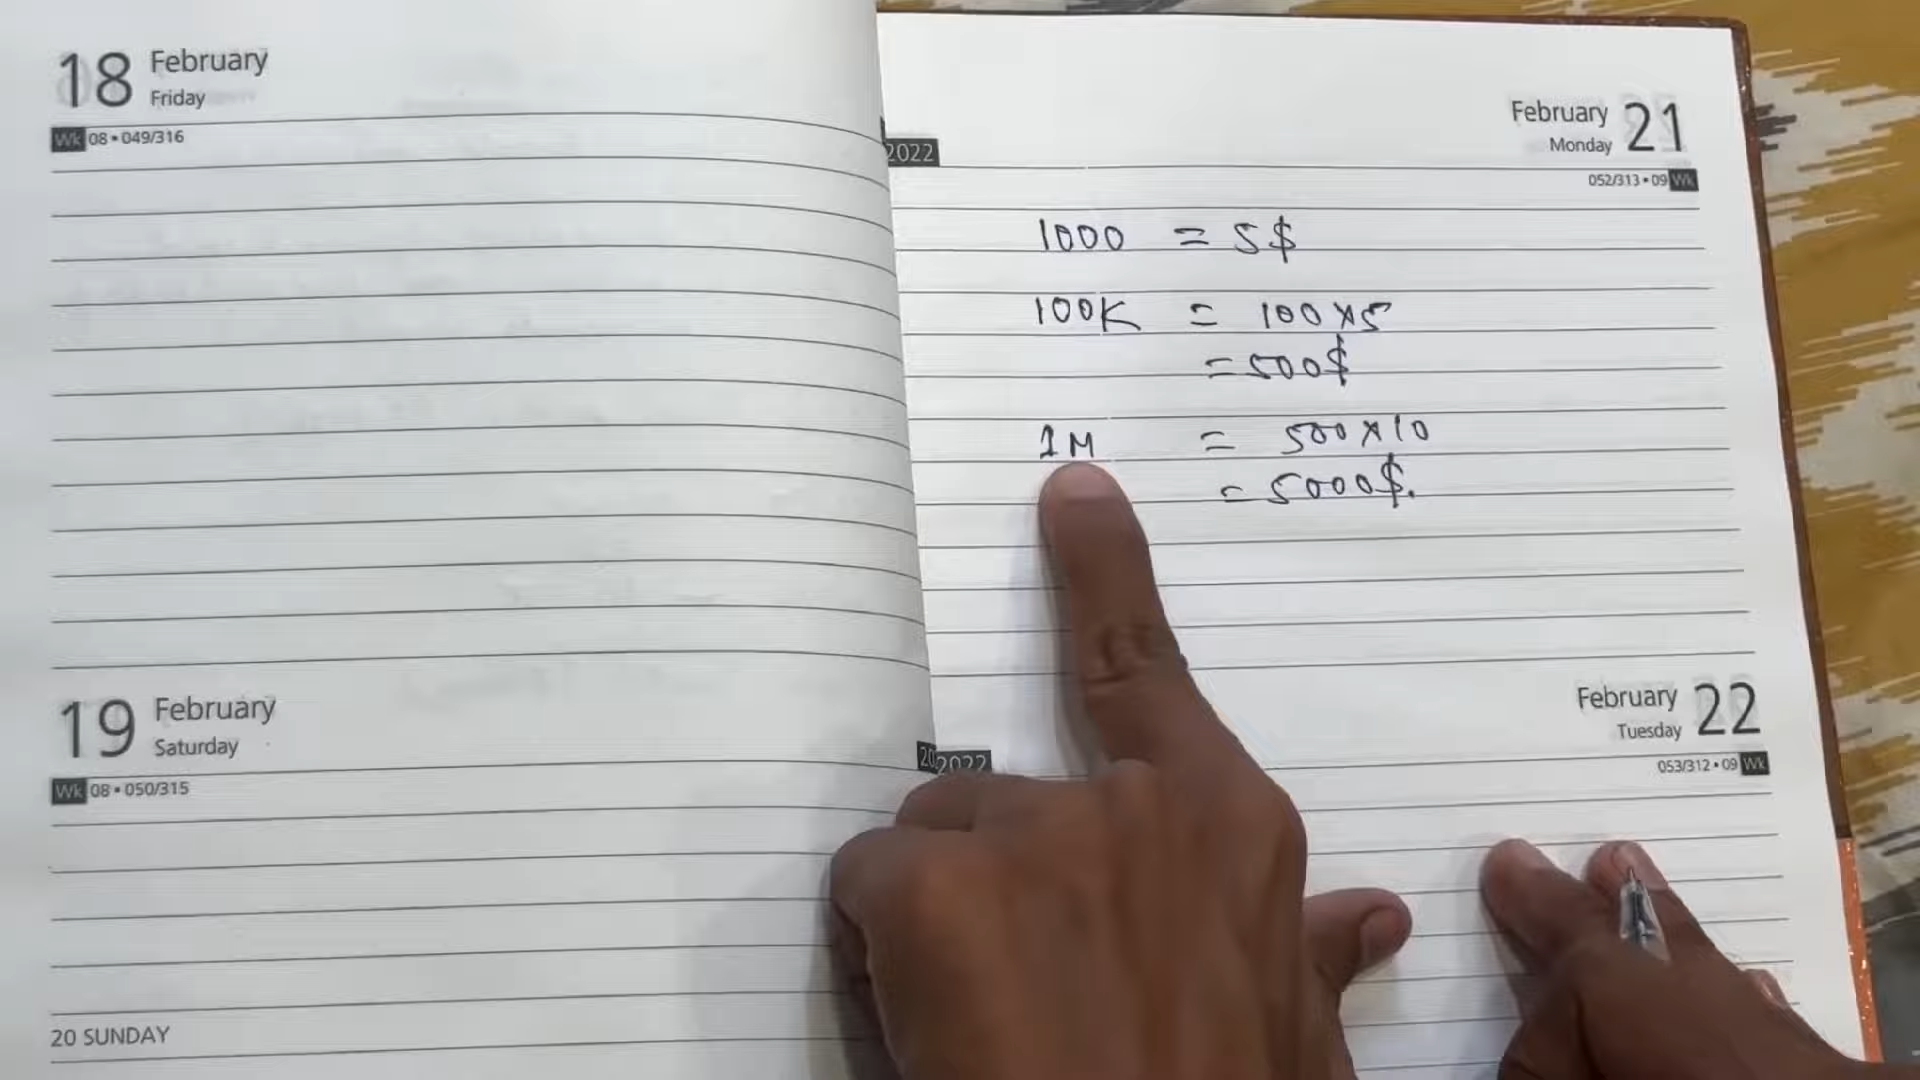 18 February
Friday
Wk 08 • 049/316
19 February
Saturday
Wk 08 • 050/315
20 SUNDAY
February 21
Monday
2022
052/313 • 09 Wk
1000 = 5$
100K = 100×5
= 500$
1M = 500×10
= 5000$.
February 22
Tuesday
20 2022
053/312 • 09 Wk